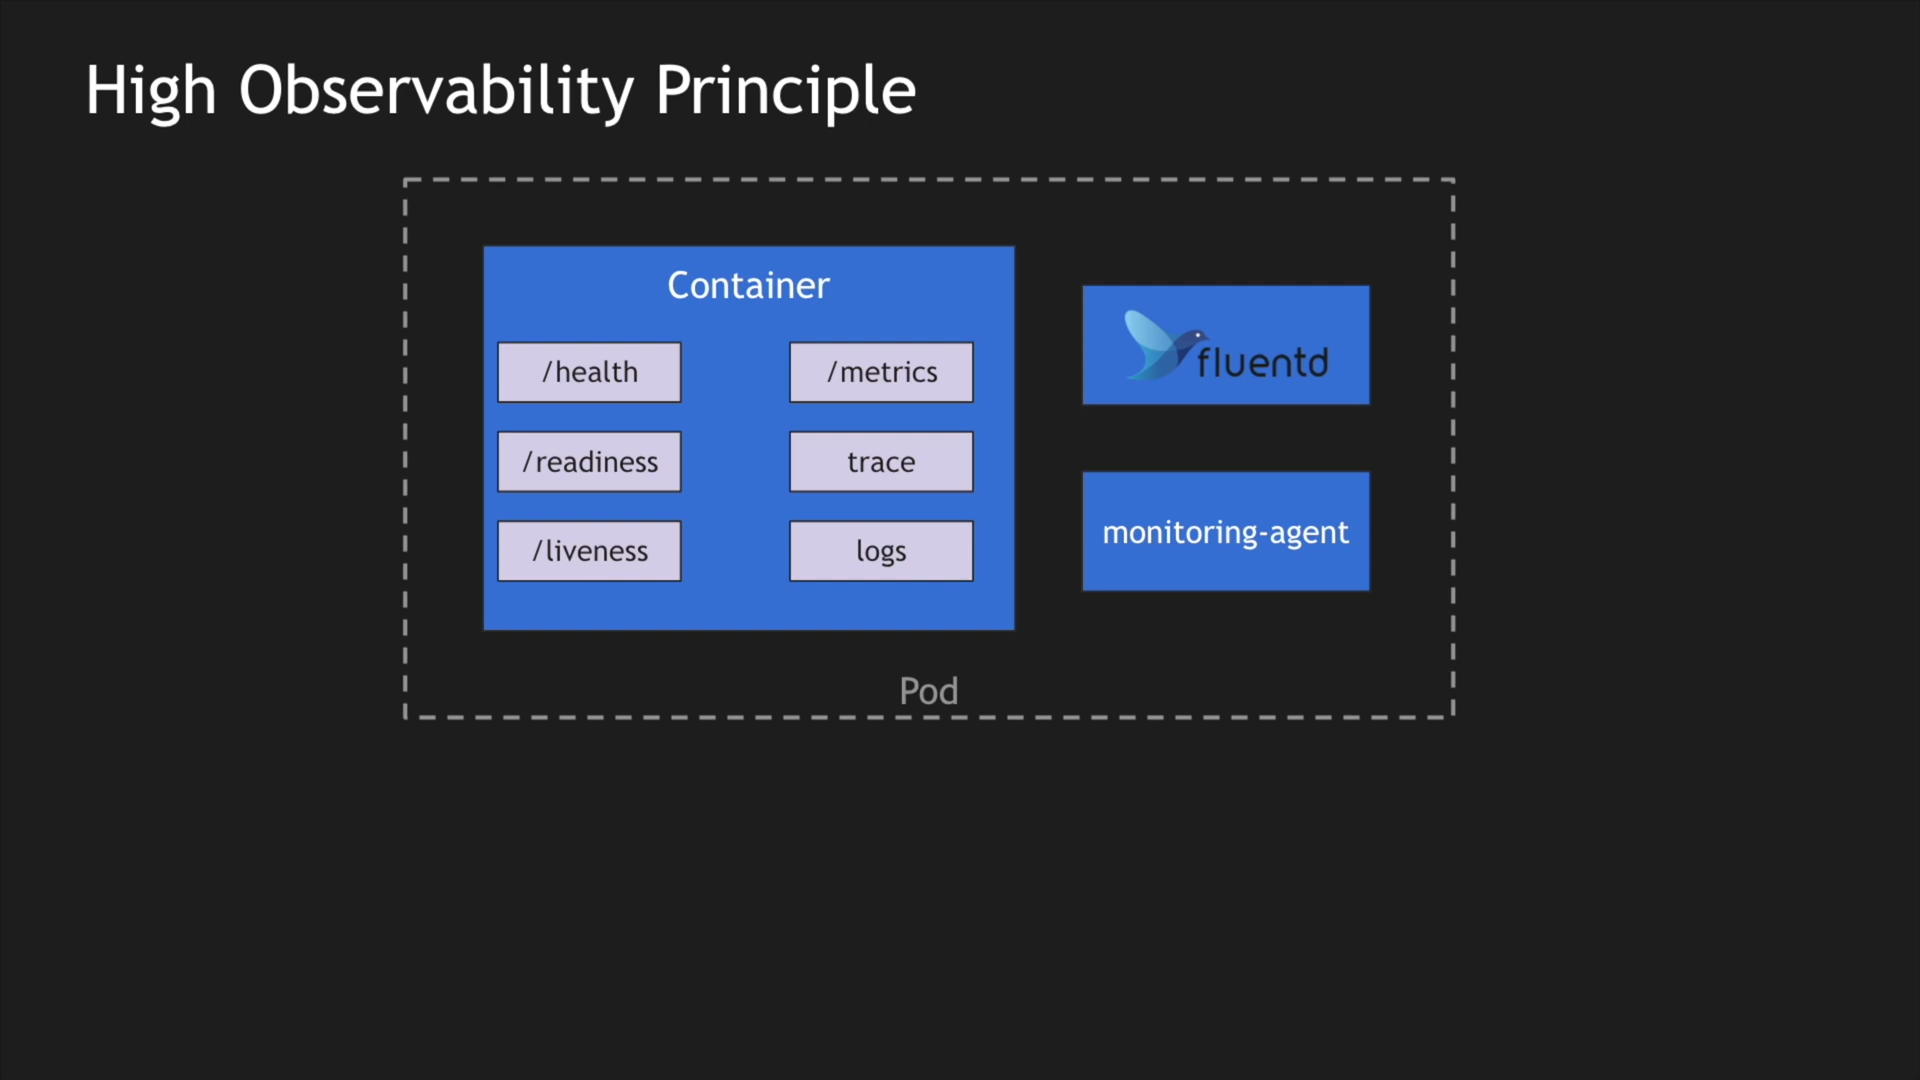 High Observability Principle
Container
/health
/metrics
/readiness
trace
/liveness
logs
fluentd
monitoring-agent
Pod